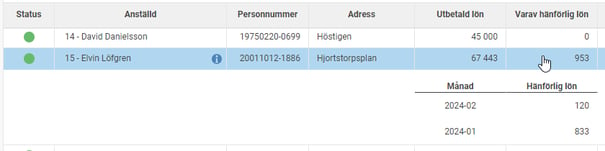 Status Anställd Personnummer Adress Utbetald lön Varav hänförlig lön
14 - David Danielsson 19750220-0699 Höstigen 45 000 0
15 - Elvin Löfgren 20011012-1886 Hjortstorpsplan 67 443 953
Månad Hänförlig lön
2024-02 120
2024-01 833